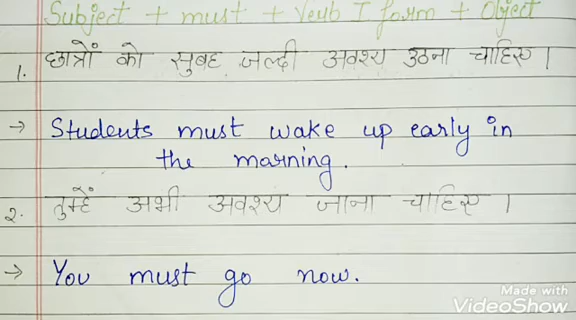 Subject + must + Verb I form + Object
1. छात्रों को सुबह जल्दी अवश्य उठना चाहिए।
→ Students must wake up early in
the morning.
2. तुम्हें अभी अवश्य जाना चाहिए।
→ You must go now.
Made with
VideoShow